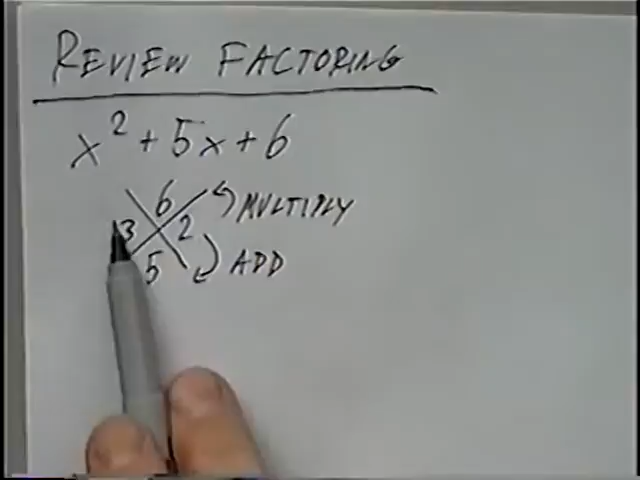 REVIEW FACTORING
x² + 5x + 6
6 MULTIPLY
3 2
5 ADD